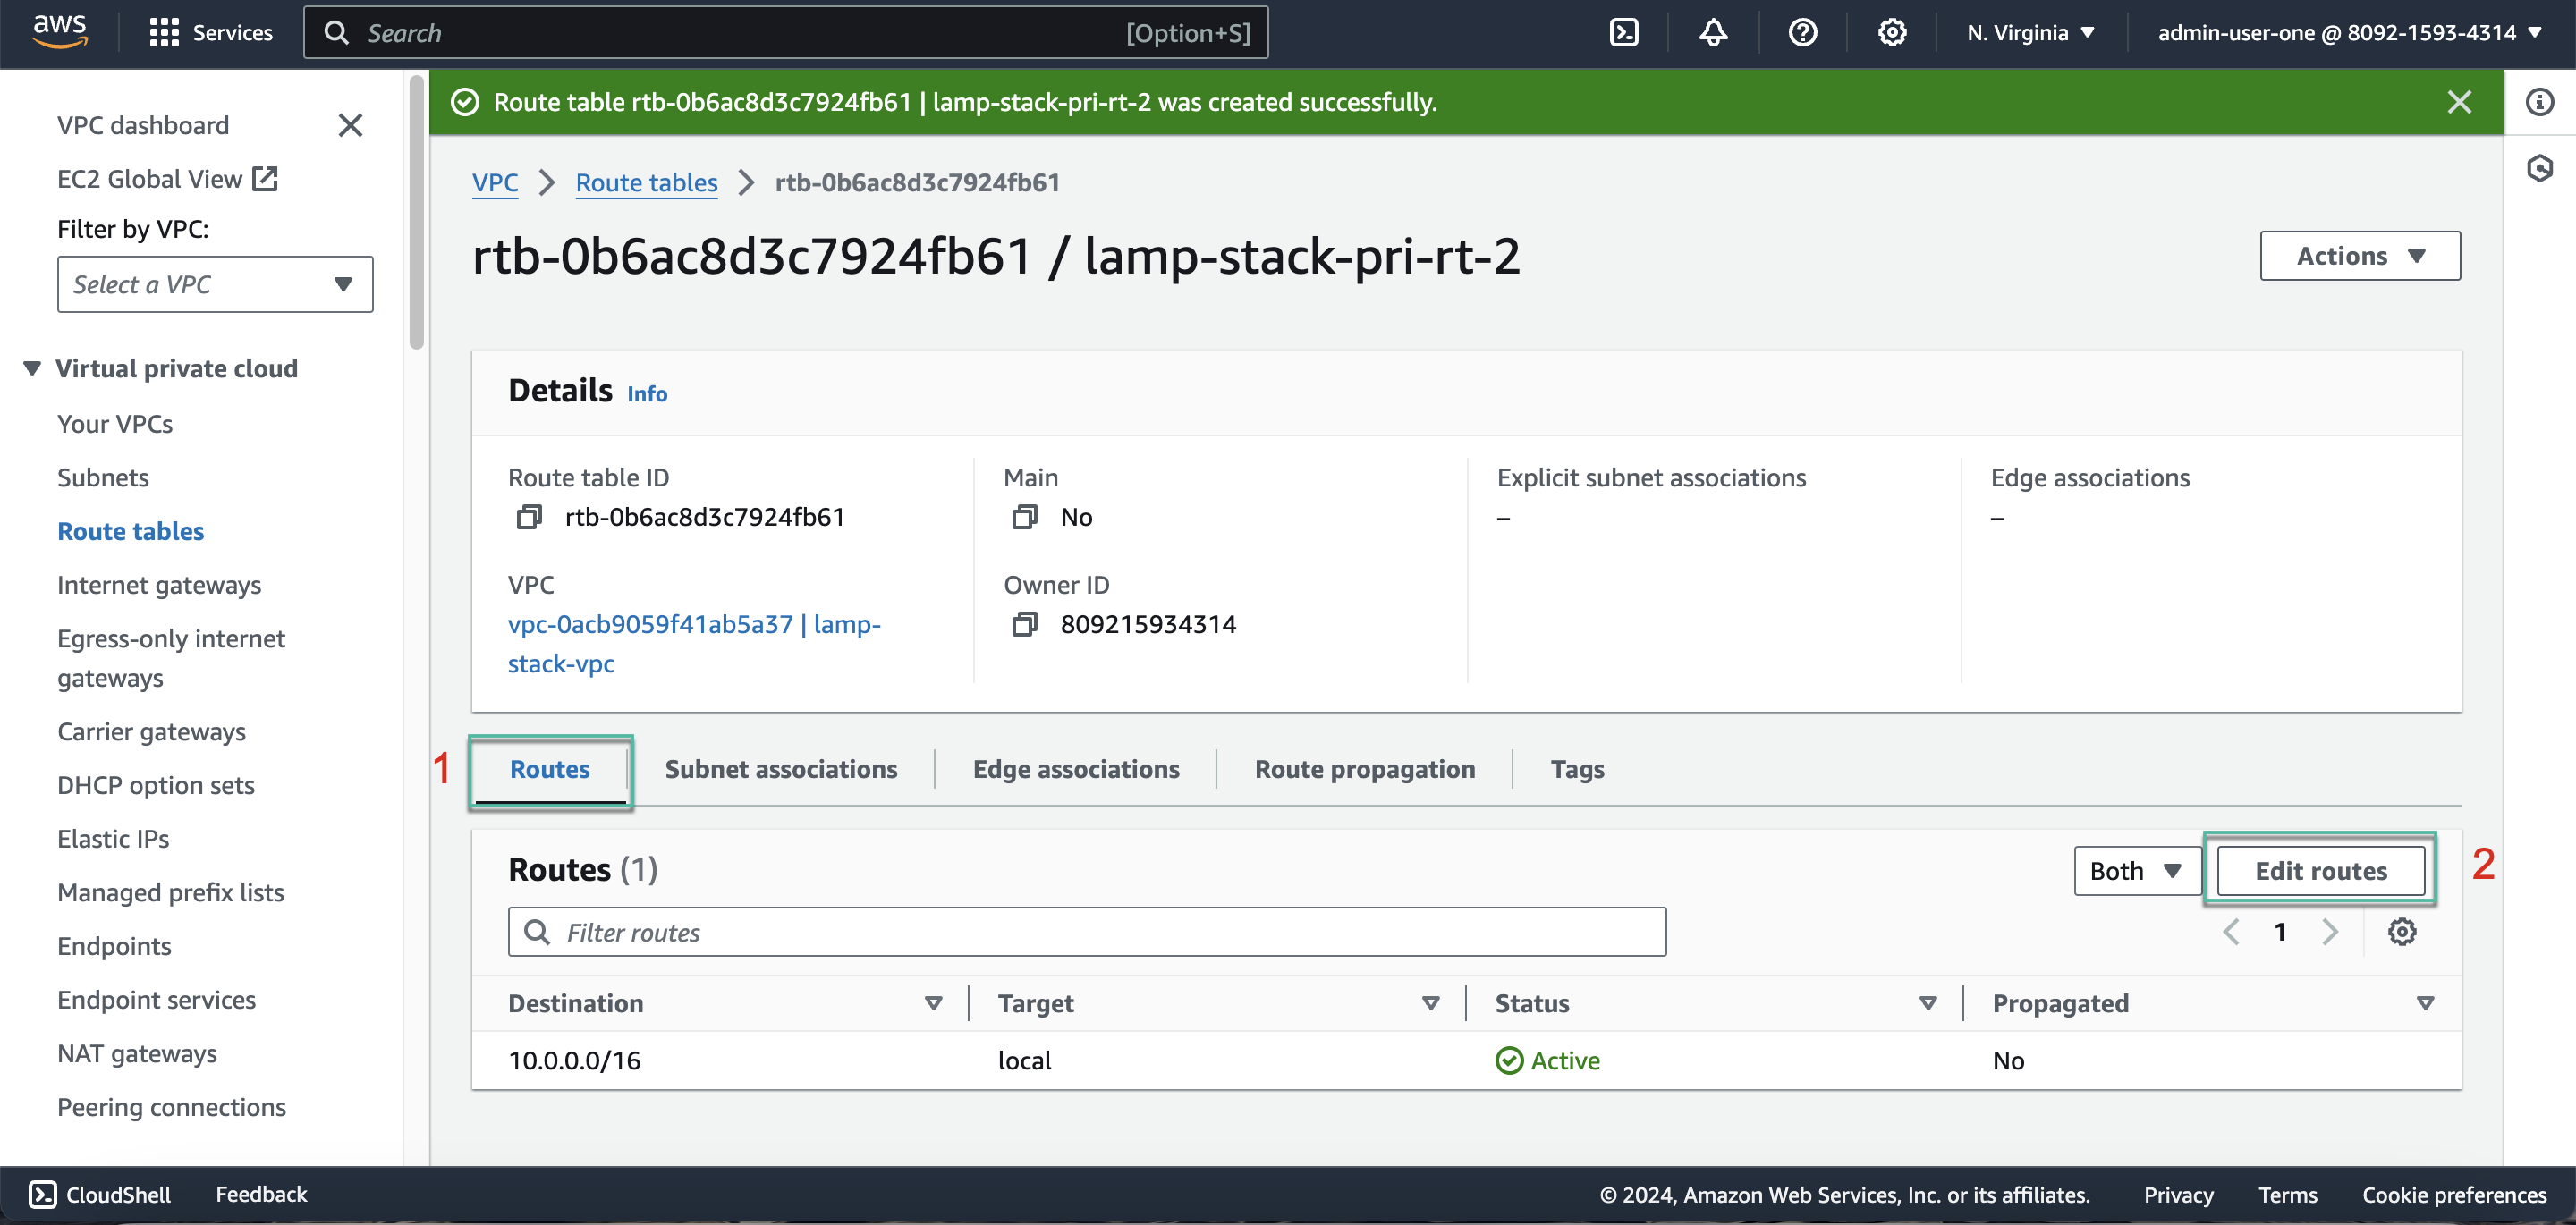 aws
Services
Search [Option+S]
N. Virginia
admin-user-one @ 8092-1593-4314
VPC dashboard
EC2 Global View
Filter by VPC:
Select a VPC
Virtual private cloud
Your VPCs
Subnets
Route tables
Internet gateways
Egress-only internet
gateways
Carrier gateways
DHCP option sets
Elastic IPs
Managed prefix lists
Endpoints
Endpoint services
NAT gateways
Peering connections
Route table rtb-0b6ac8d3c7924fb61 | lamp-stack-pri-rt-2 was created successfully.
VPC > Route tables > rtb-0b6ac8d3c7924fb61
rtb-0b6ac8d3c7924fb61 / lamp-stack-pri-rt-2
Actions
Details Info
Route table ID
rtb-0b6ac8d3c7924fb61
Main
No
Explicit subnet associations
–
Edge associations
–
VPC
vpc-0acb9059f41ab5a37 | lamp-
stack-vpc
Owner ID
809215934314
1
Routes
Subnet associations
Edge associations
Route propagation
Tags
Routes (1)
Both
Edit routes
2
Filter routes
1
Destination Target Status Propagated
10.0.0.0/16 local Active No
CloudShell
Feedback
© 2024, Amazon Web Services, Inc. or its affiliates.
Privacy
Terms
Cookie preferences